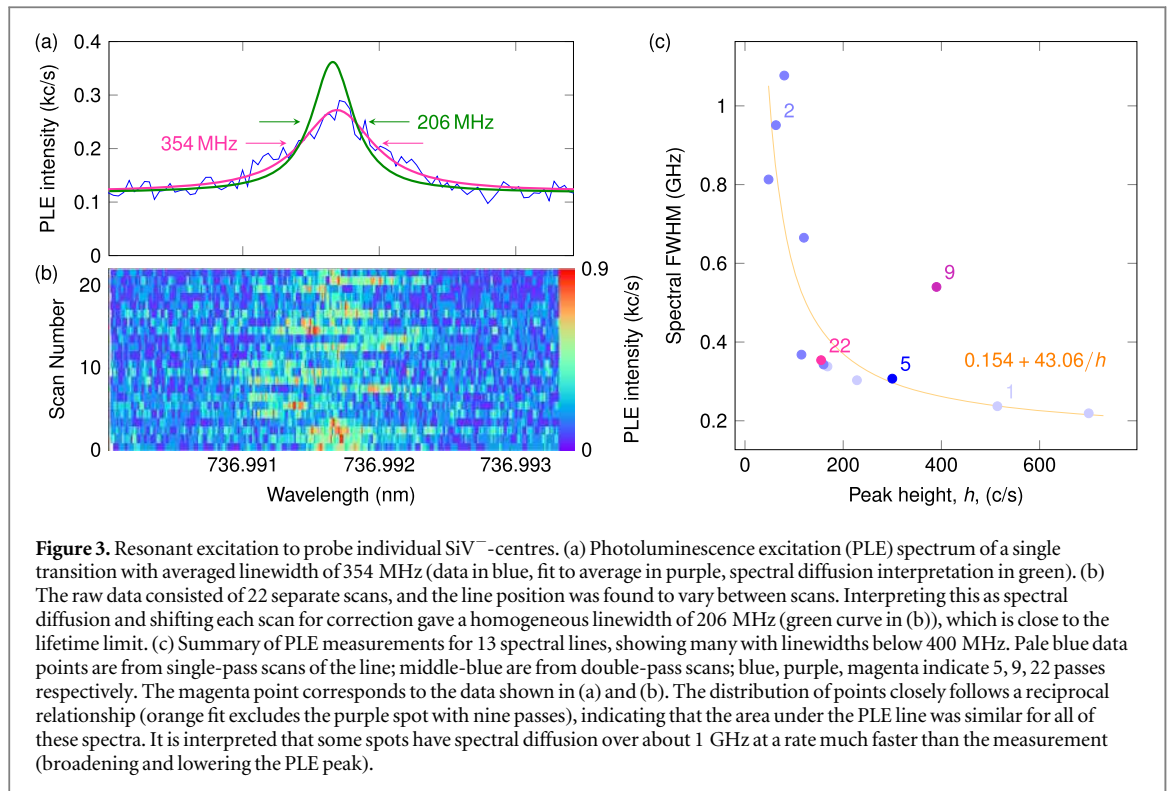 (a)
0.4
0.3
0.2
0.1
0
PLE intensity (kc/s)
206 MHz
354 MHz
(b)
20
10
0
Scan Number
0.9
0
PLE intensity (kc/s)
736.991
736.992
736.993
Wavelength (nm)
(c)
1
0.8
0.6
0.4
0.2
Spectral FWHM (GHz)
2
9
22
5
1
0.154 + 43.06/h
0
200
400
600
Peak height, h, (c/s)
Figure 3. Resonant excitation to probe individual SiV⁻-centres. (a) Photoluminescence excitation (PLE) spectrum of a single
transition with averaged linewidth of 354 MHz (data in blue, fit to average in purple, spectral diffusion interpretation in green). (b)
The raw data consisted of 22 separate scans, and the line position was found to vary between scans. Interpreting this as spectral
diffusion and shifting each scan for correction gave a homogeneous linewidth of 206 MHz (green curve in (b)), which is close to the
lifetime limit. (c) Summary of PLE measurements for 13 spectral lines, showing many with linewidths below 400 MHz. Pale blue data
points are from single-pass scans of the line; middle-blue are from double-pass scans; blue, purple, magenta indicate 5, 9, 22 passes
respectively. The magenta point corresponds to the data shown in (a) and (b). The distribution of points closely follows a reciprocal
relationship (orange fit excludes the purple spot with nine passes), indicating that the area under the PLE line was similar for all of
these spectra. It is interpreted that some spots have spectral diffusion over about 1 GHz at a rate much faster than the measurement
(broadening and lowering the PLE peak).